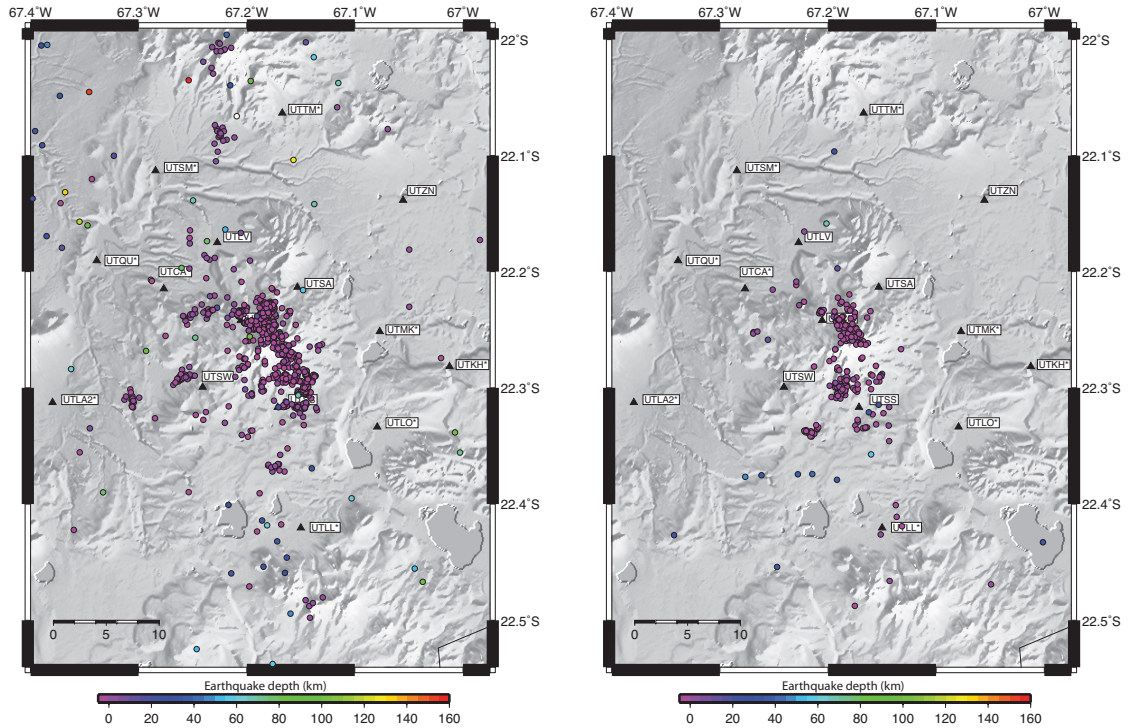 67.4˚W 67.3˚W 67.2˚W 67.1˚W 67˚W
22˚S
UTTM*
22.1˚S
UTSM*
UTZN
UTLV
22.2˚S
UTQU*
UTCA*
UTSA
UTMK*
UTKH*
22.3˚S
UTSW
UTLA2*
UTLO*
22.4˚S
UTLL*
22.5˚S
0 5 10
Earthquake depth (km)
0 20 40 60 80 100 120 140 160
67.4˚W 67.3˚W 67.2˚W 67.1˚W 67˚W
22˚S
UTTM*
22.1˚S
UTSM*
UTZN
UTLV
22.2˚S
UTQU*
UTCA*
UTSA
UTMK*
UTKH*
22.3˚S
UTSW
UTLA2*
UTSS
UTLO*
22.4˚S
UTLL*
22.5˚S
0 5 10
Earthquake depth (km)
0 20 40 60 80 100 120 140 160